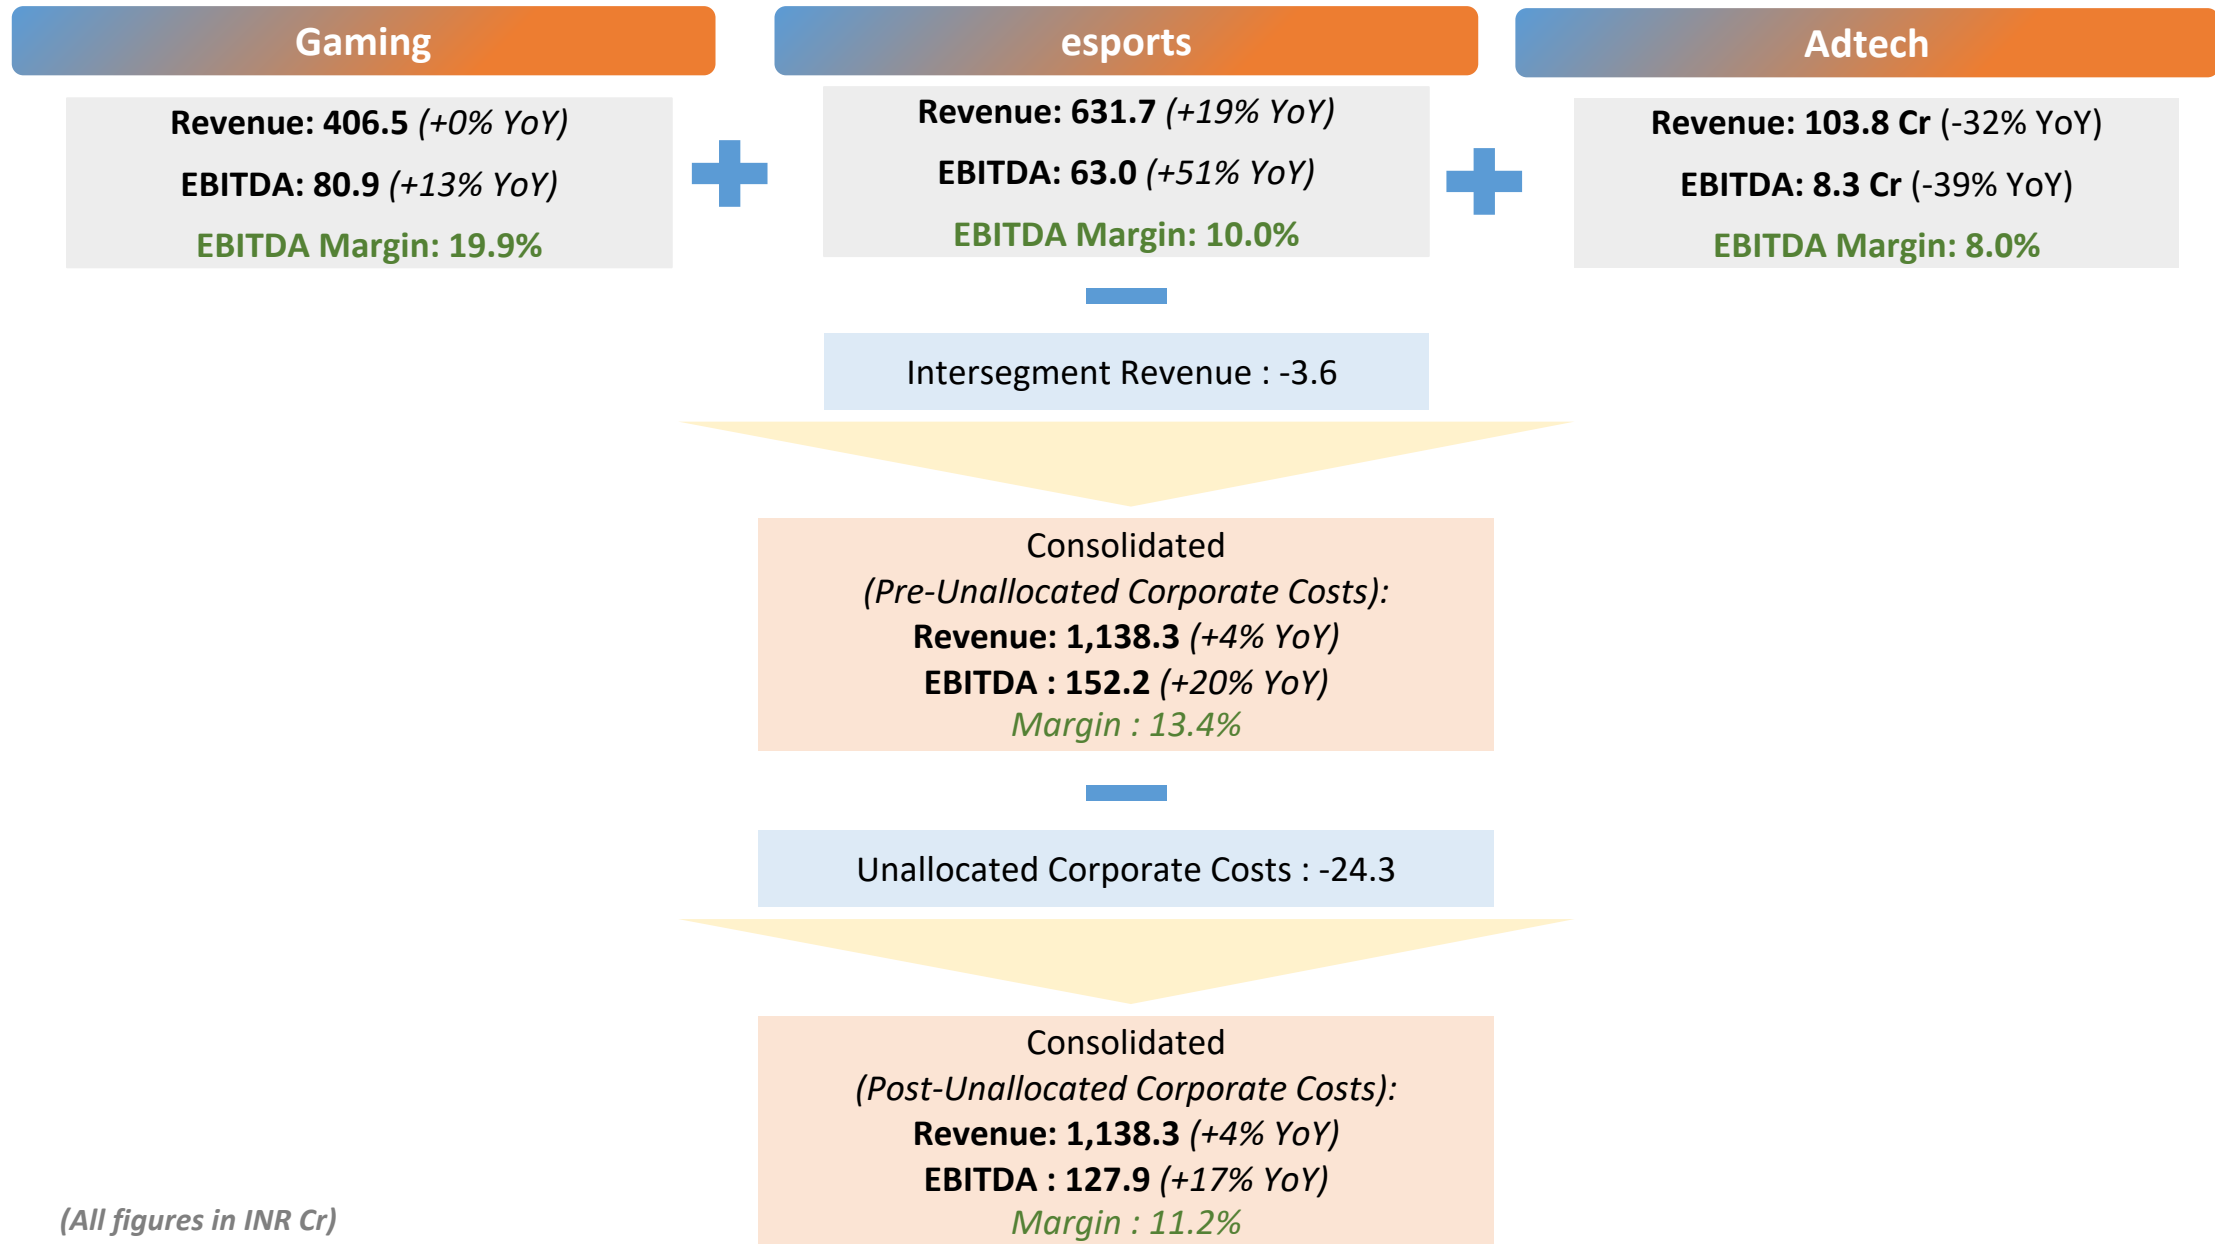 Gaming
Revenue: 406.5 (+0% YoY)
EBITDA: 80.9 (+13% YoY)
EBITDA Margin: 19.9%
esports
Revenue: 631.7 (+19% YoY)
EBITDA: 63.0 (+51% YoY)
EBITDA Margin: 10.0%
Adtech
Revenue: 103.8 Cr (-32% YoY)
EBITDA: 8.3 Cr (-39% YoY)
EBITDA Margin: 8.0%
Intersegment Revenue : -3.6
Consolidated
(Pre-Unallocated Corporate Costs):
Revenue: 1,138.3 (+4% YoY)
EBITDA : 152.2 (+20% YoY)
Margin : 13.4%
Unallocated Corporate Costs : -24.3
Consolidated
(Post-Unallocated Corporate Costs):
Revenue: 1,138.3 (+4% YoY)
EBITDA : 127.9 (+17% YoY)
Margin : 11.2%
(All figures in INR Cr)